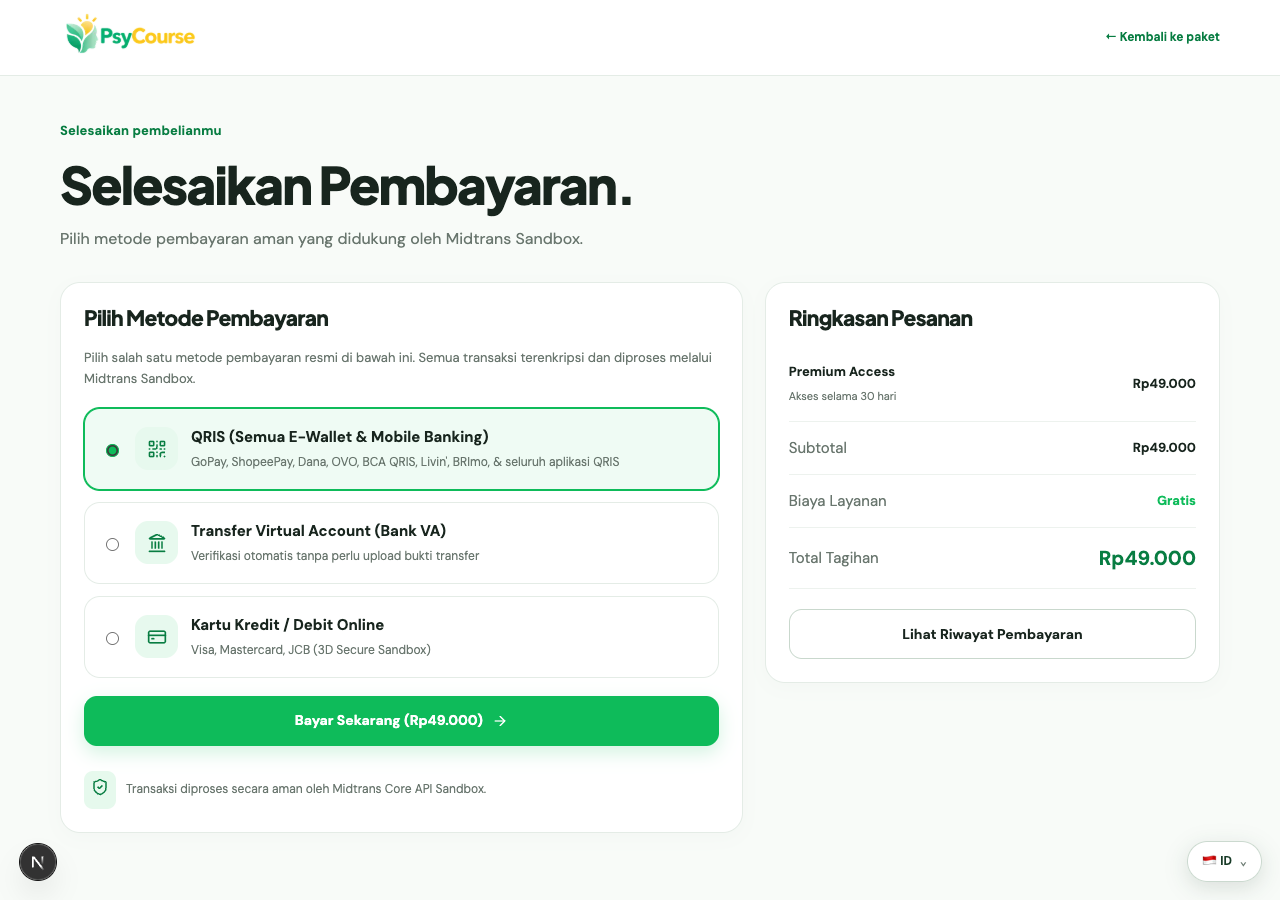 PsyCourse
← Kembali ke paket
Selesaikan pembelianmu
Selesaikan Pembayaran.
Pilih metode pembayaran aman yang didukung oleh Midtrans Sandbox.
Pilih Metode Pembayaran
Pilih salah satu metode pembayaran resmi di bawah ini. Semua transaksi terenkripsi dan diproses melalui
Midtrans Sandbox.
QRIS (Semua E-Wallet & Mobile Banking)
GoPay, ShopeePay, Dana, OVO, BCA QRIS, Livin', BRImo, & seluruh aplikasi QRIS
Transfer Virtual Account (Bank VA)
Verifikasi otomatis tanpa perlu upload bukti transfer
Kartu Kredit / Debit Online
Visa, Mastercard, JCB (3D Secure Sandbox)
Bayar Sekarang (Rp49.000) →
Transaksi diproses secara aman oleh Midtrans Core API Sandbox.
Ringkasan Pesanan
Premium Access
Akses selama 30 hari
Rp49.000
Subtotal Rp49.000
Biaya Layanan Gratis
Total Tagihan Rp49.000
Lihat Riwayat Pembayaran
N
ID